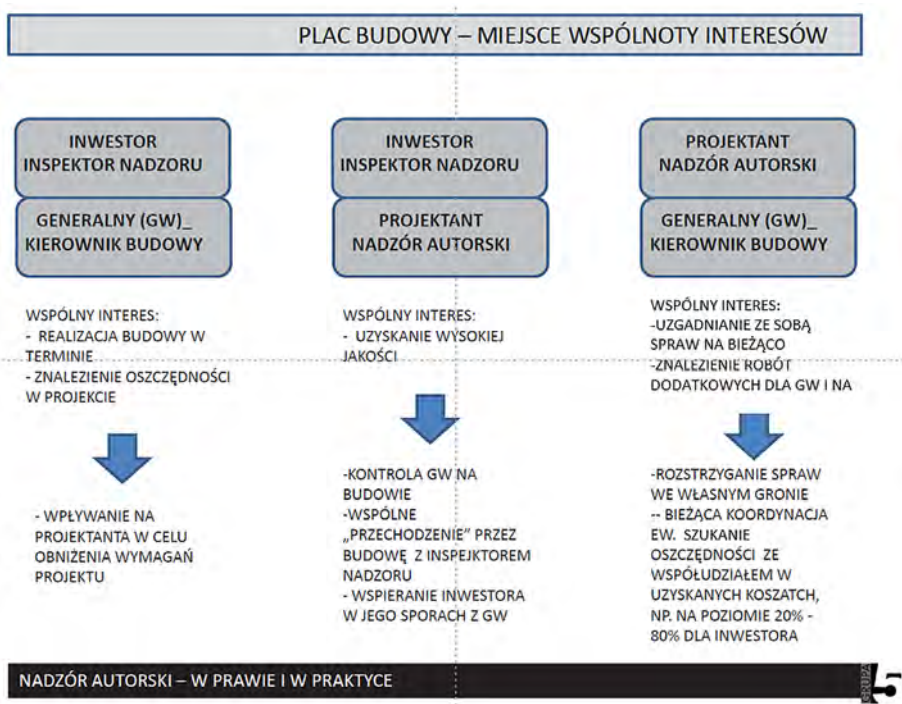 PLAC BUDOWY – MIEJSCE WSPÓLNOTY INTERESÓW
INWESTOR
INSPEKTOR NADZORU
GENERALNY (GW)_
KIEROWNIK BUDOWY
WSPÓLNY INTERES:
- REALIZACJA BUDOWY W
TERMINIE
- ZNALEZIENIE OSZCZĘDNOŚCI
W PROJEKCIE
- WPŁYWANIE NA
PROJEKTANTA W CELU
OBNIŻENIA WYMAGAŃ
PROJEKTU
INWESTOR
INSPEKTOR NADZORU
PROJEKTANT
NADZÓR AUTORSKI
WSPÓLNY INTERES:
- UZYSKANIE WYSOKIEJ
JAKOŚCI
-KONTROLA GW NA
BUDOWIE
-WSPÓLNE
„PRZECHODZENIE” PRZEZ
BUDOWĘ Z INSPEJKTOREM
NADZORU
- WSPIERANIE INWESTORA
W JEGO SPORACH Z GW
PROJEKTANT
NADZÓR AUTORSKI
GENERALNY (GW)_
KIEROWNIK BUDOWY
WSPÓLNY INTERES:
-UZGADNIANIE ZE SOBĄ
SPRAW NA BIEŻĄCO
-ZNALEZIENIE ROBÓT
DODATKOWYCH DLA GW I NA
-ROZSTRZYGANIE SPRAW
WE WŁASNYM GRONIE
-- BIEŻĄCA KOORDYNACJA
EW. SZUKANIE
OSZCZĘDNOŚCI ZE
WSPÓŁUDZIAŁEM W
UZYSKANYCH KOSZATCH,
NP. NA POZIOMIE 20% -
80% DLA INWESTORA
NADZÓR AUTORSKI – W PRAWIE I W PRAKTYCE
GRUPA 5